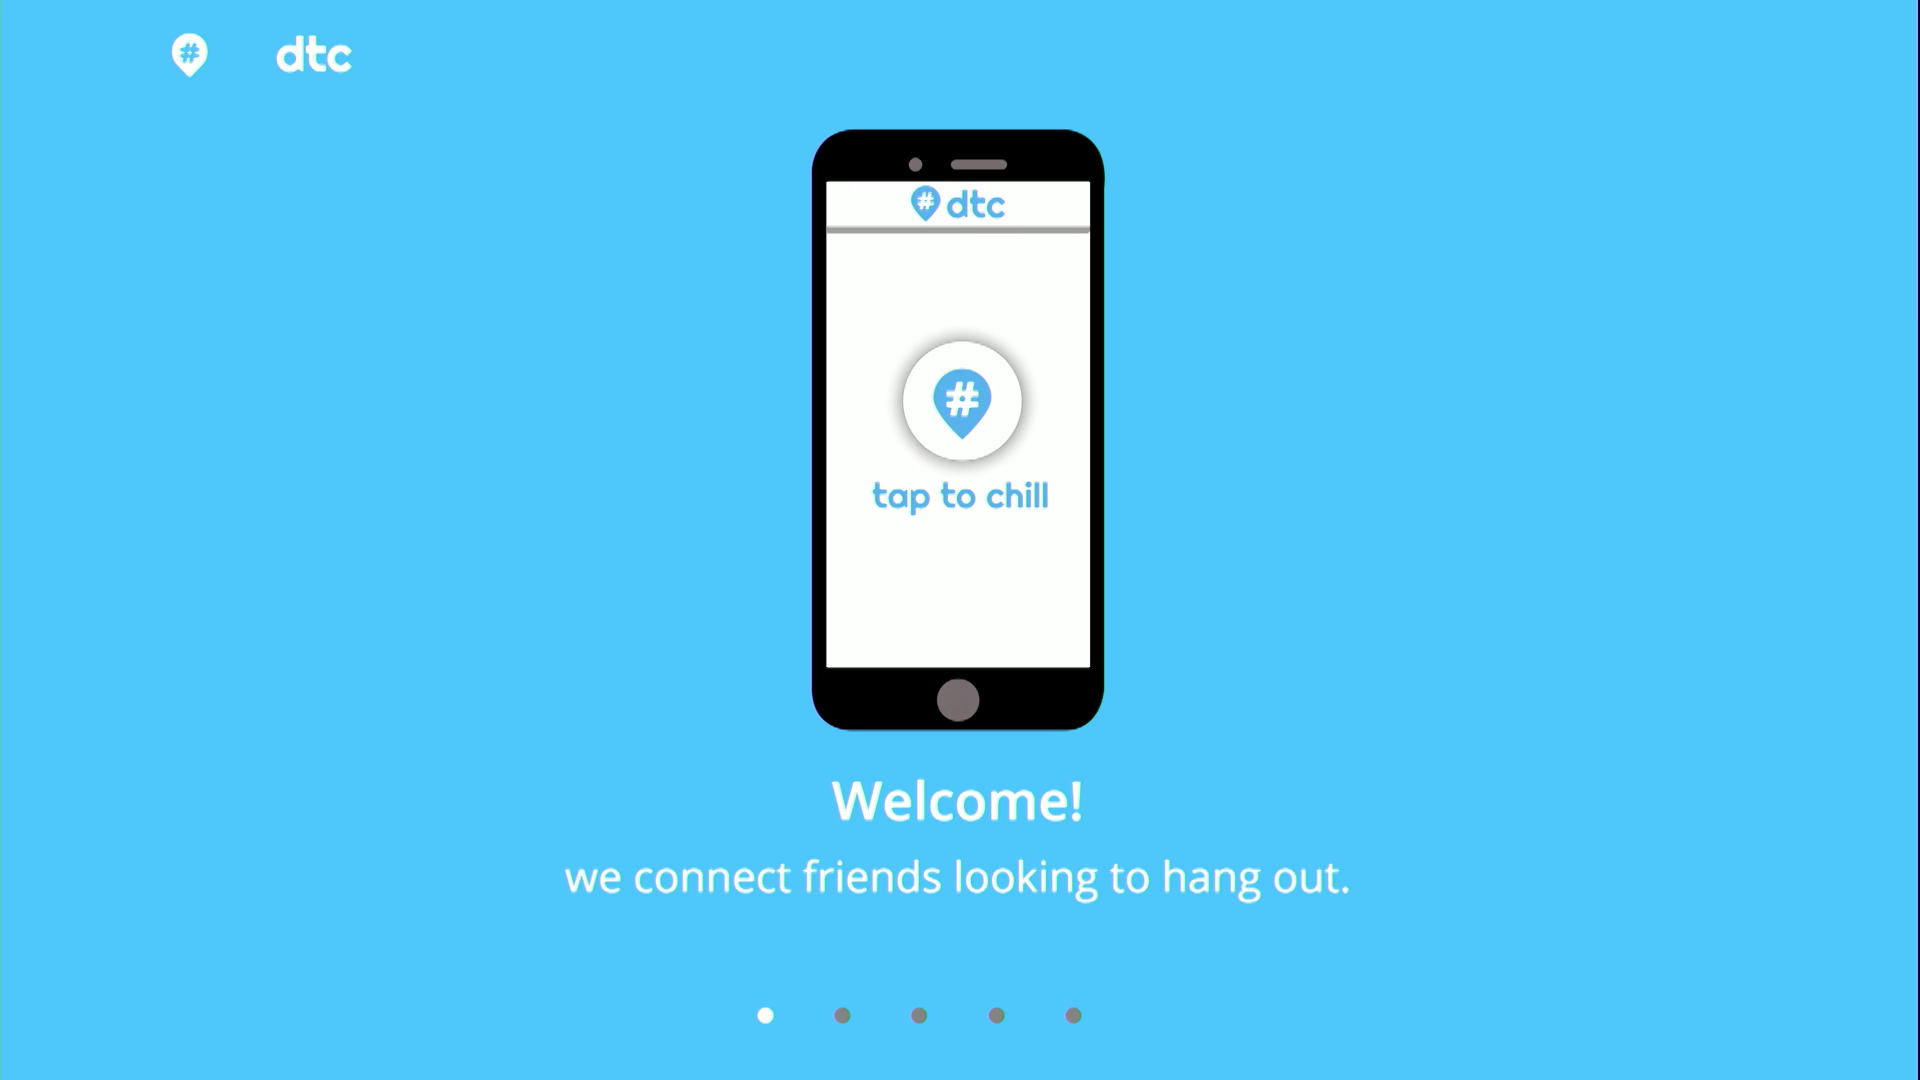 # dtc
# dtc
#
tap to chill
Welcome!
we connect friends looking to hang out.